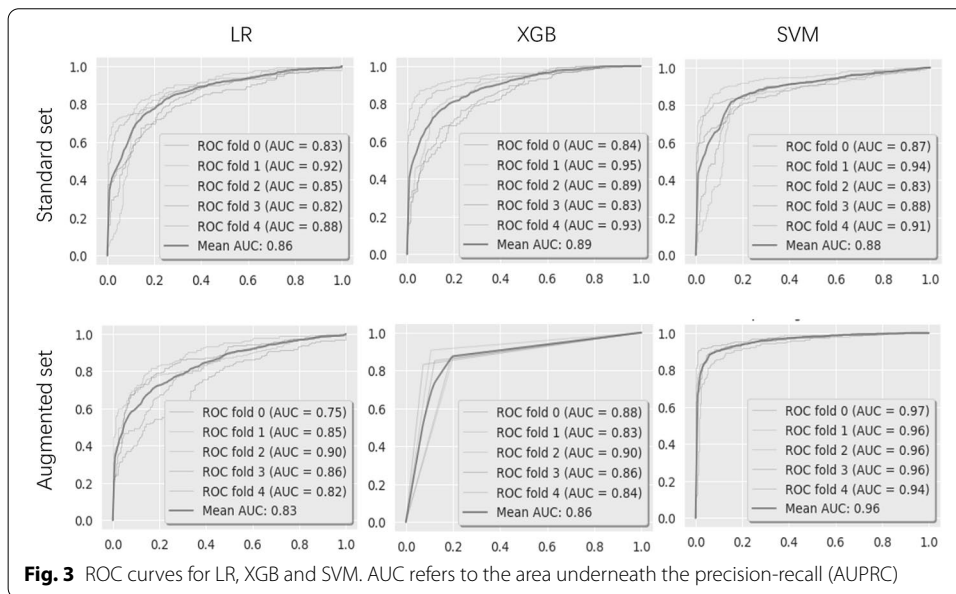 LR XGB SVM
Standard set
1.0
0.8
0.6
0.4
0.2
0.0
ROC fold 0 (AUC = 0.83)
ROC fold 1 (AUC = 0.92)
ROC fold 2 (AUC = 0.85)
ROC fold 3 (AUC = 0.82)
ROC fold 4 (AUC = 0.88)
Mean AUC: 0.86
0.0 0.2 0.4 0.6 0.8 1.0
1.0
0.8
0.6
0.4
0.2
0.0
ROC fold 0 (AUC = 0.84)
ROC fold 1 (AUC = 0.95)
ROC fold 2 (AUC = 0.89)
ROC fold 3 (AUC = 0.83)
ROC fold 4 (AUC = 0.93)
Mean AUC: 0.89
0.0 0.2 0.4 0.6 0.8 1.0
1.0
0.8
0.6
0.4
0.2
0.0
ROC fold 0 (AUC = 0.87)
ROC fold 1 (AUC = 0.94)
ROC fold 2 (AUC = 0.83)
ROC fold 3 (AUC = 0.88)
ROC fold 4 (AUC = 0.91)
Mean AUC: 0.88
0.0 0.2 0.4 0.6 0.8 1.0
Augmented set
1.0
0.8
0.6
0.4
0.2
0.0
ROC fold 0 (AUC = 0.75)
ROC fold 1 (AUC = 0.85)
ROC fold 2 (AUC = 0.90)
ROC fold 3 (AUC = 0.86)
ROC fold 4 (AUC = 0.82)
Mean AUC: 0.83
0.0 0.2 0.4 0.6 0.8 1.0
1.0
0.8
0.6
0.4
0.2
0.0
ROC fold 0 (AUC = 0.88)
ROC fold 1 (AUC = 0.83)
ROC fold 2 (AUC = 0.90)
ROC fold 3 (AUC = 0.86)
ROC fold 4 (AUC = 0.84)
Mean AUC: 0.86
0.0 0.2 0.4 0.6 0.8 1.0
1.0
0.8
0.6
0.4
0.2
0.0
ROC fold 0 (AUC = 0.97)
ROC fold 1 (AUC = 0.96)
ROC fold 2 (AUC = 0.96)
ROC fold 3 (AUC = 0.96)
ROC fold 4 (AUC = 0.94)
Mean AUC: 0.96
0.0 0.2 0.4 0.6 0.8 1.0
Fig. 3 ROC curves for LR, XGB and SVM. AUC refers to the area underneath the precision-recall (AUPRC)